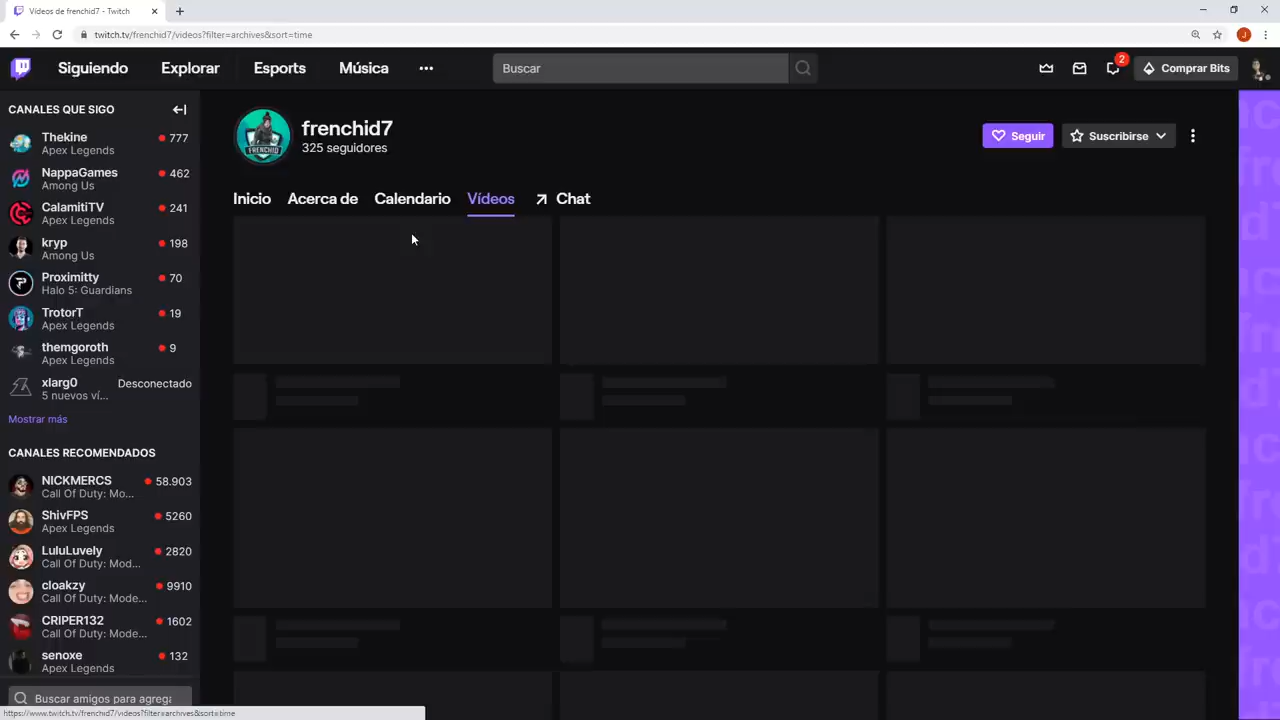 Vídeos de frenchid7 - Twitch
twitch.tv/frenchid7/videos?filter=archives&sort=time
Siguiendo
Explorar
Esports
Música
Buscar
2
Comprar Bits
CANALES QUE SIGO
Thekine
777
Apex Legends
NappaGames
462
Among Us
CalamitiTV
241
Apex Legends
kryp
198
Among Us
Proximitty
70
Halo 5: Guardians
TrotorT
19
Apex Legends
themgoroth
9
Apex Legends
xlarg0
Desconectado
5 nuevos ví...
Mostrar más
CANALES RECOMENDADOS
NICKMERCS
58.903
Call Of Duty: Mo...
ShivFPS
5260
Apex Legends
LuluLuvely
2820
Call Of Duty: Mod...
cloakzy
9910
Call Of Duty: Mode...
CRIPER132
1602
Call Of Duty: Mode...
senoxe
132
Apex Legends
Buscar amigos para agrega
https://www.twitch.tv/frenchid7/videos?filter=archives&sort=time
FRENCHID
frenchid7
325 seguidores
Seguir
Suscribirse
Inicio
Acerca de
Calendario
Vídeos
Chat
J